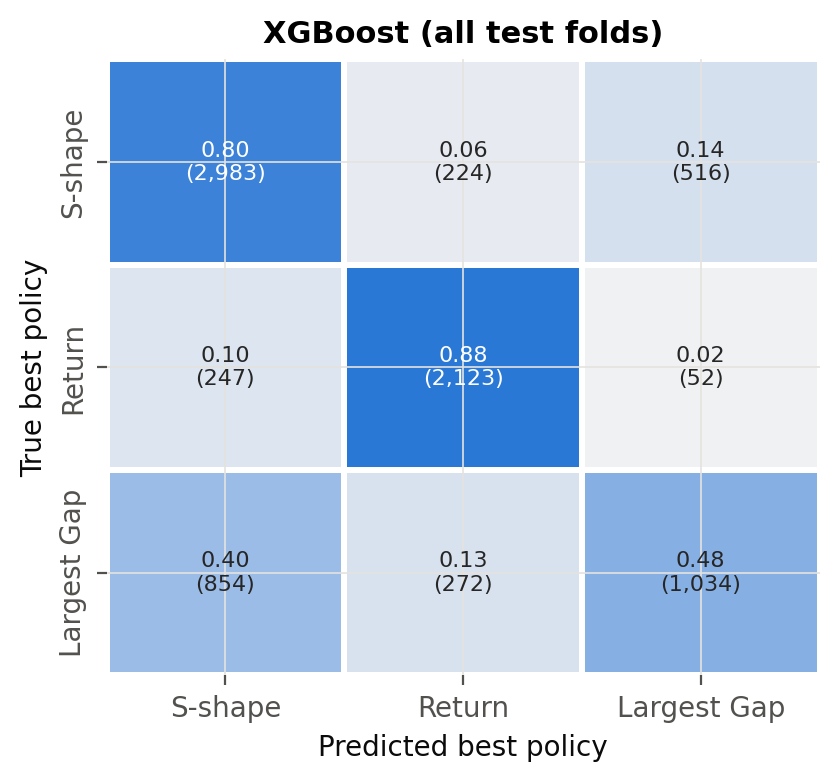 XGBoost (all test folds)
True best policy
S-shape
0.80
(2,983)
0.06
(224)
0.14
(516)
Return
0.10
(247)
0.88
(2,123)
0.02
(52)
Largest Gap
0.40
(854)
0.13
(272)
0.48
(1,034)
S-shape
Return
Largest Gap
Predicted best policy